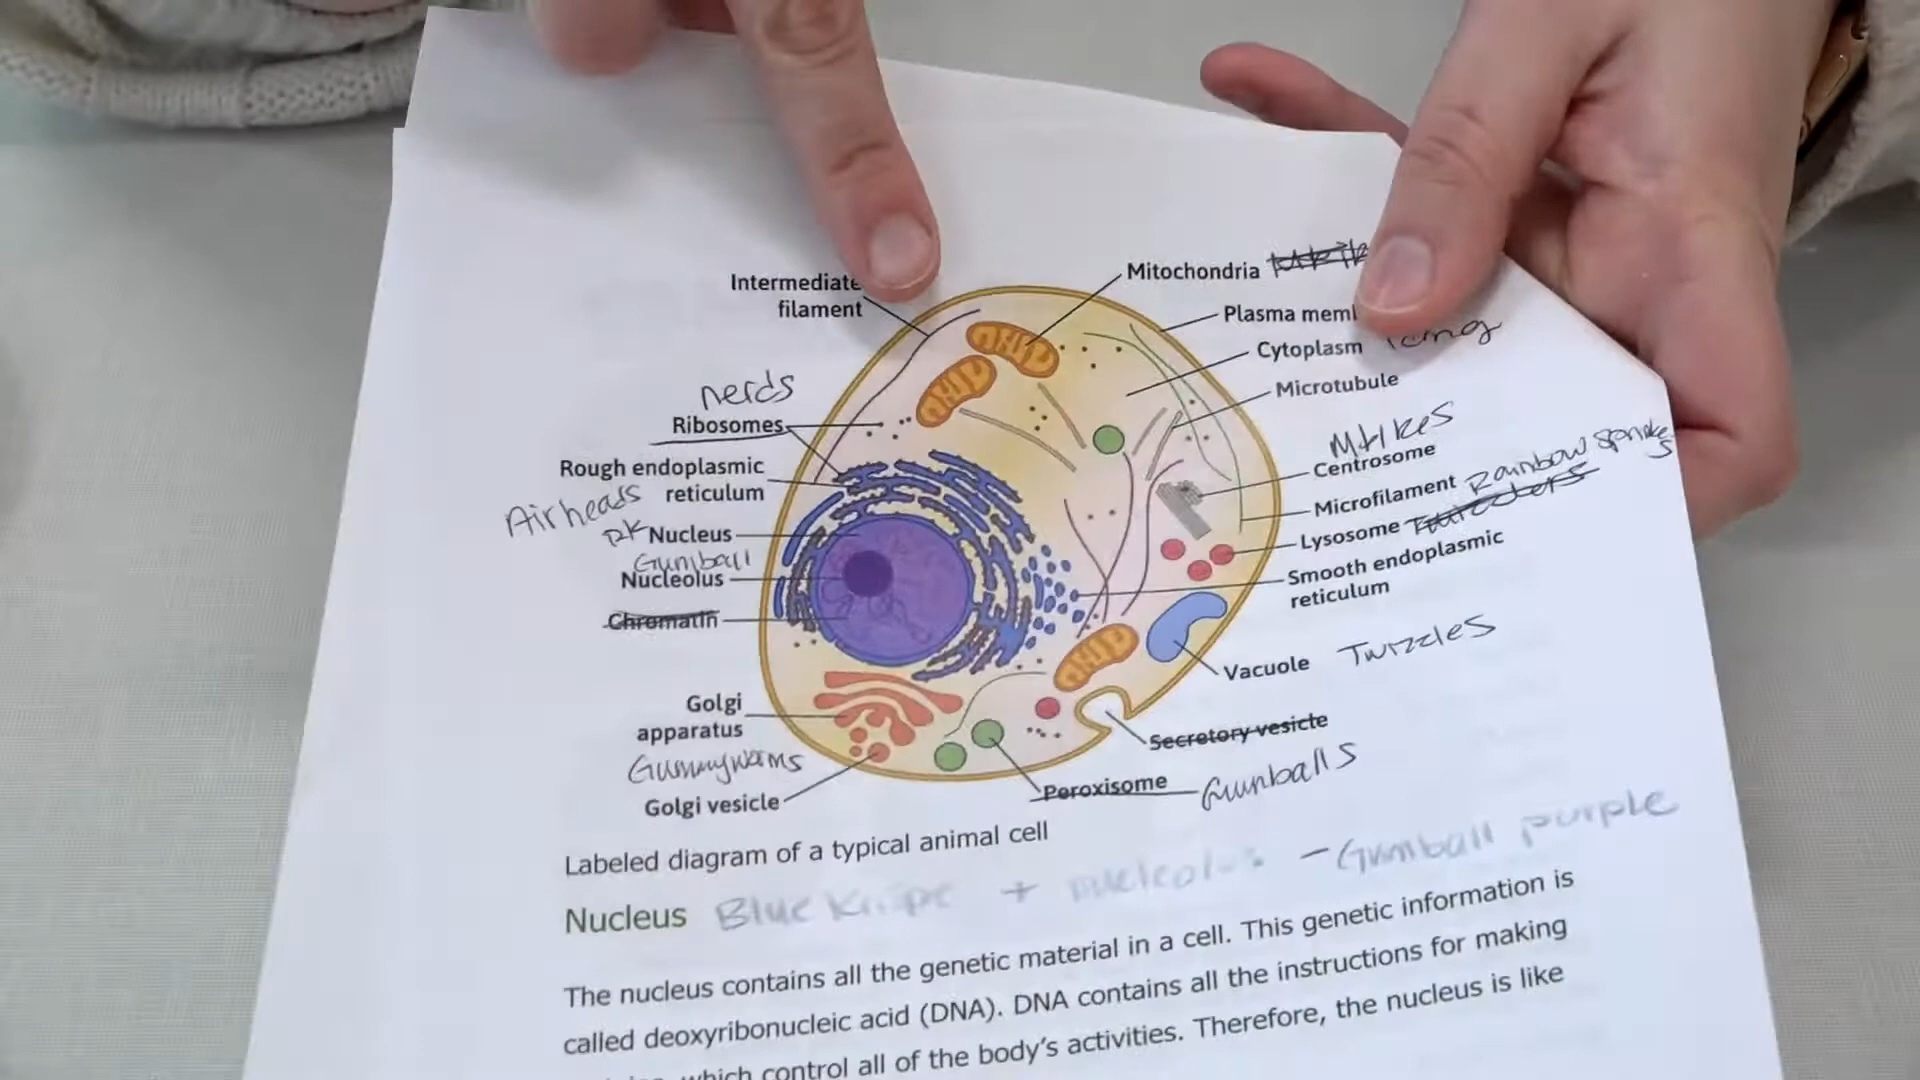 Intermediate
filament
Mitochondria
Plasma mem
Cytoplasm
Microtubule
nerds
Ribosomes
Mikes
Centrosome
Rough endoplasmic
reticulum
Airheads
Microfilament Rainbow
Lysosome
Nucleus
Gumball
Nucleolus
Smooth endoplasmic
reticulum
Chromatin
Vacuole Twizzles
Golgi
apparatus
Gummyworms
Golgi vesicle
Secretory vesicle
Peroxisome Gumballs
Labeled diagram of a typical animal cell
Nucleus Blue + nucleolus - Gumball purple
The nucleus contains all the genetic material in a cell. This genetic information is
called deoxyribonucleic acid (DNA). DNA contains all the instructions for making
which control all of the body's activities. Therefore, the nucleus is like